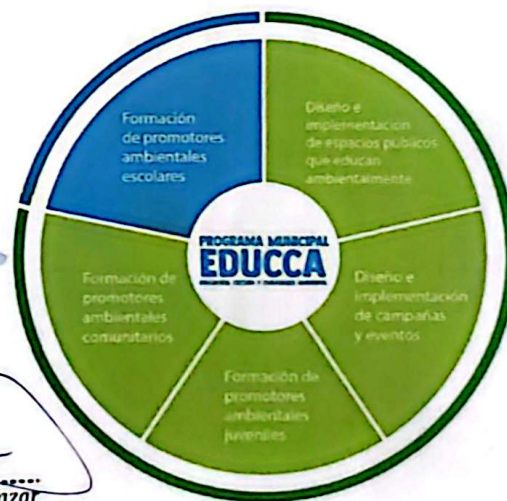 Formación
de promotores
ambientales
escolares
Diseño e
implementación
de espacios públicos
que educan
ambientalmente
PROGRAMA MUNICIPAL
EDUCCA
Formación de
promotores
ambientales
comunitarios
Diseño e
implementación
de campañas
y eventos
Formación de
promotores
ambientales
juveniles